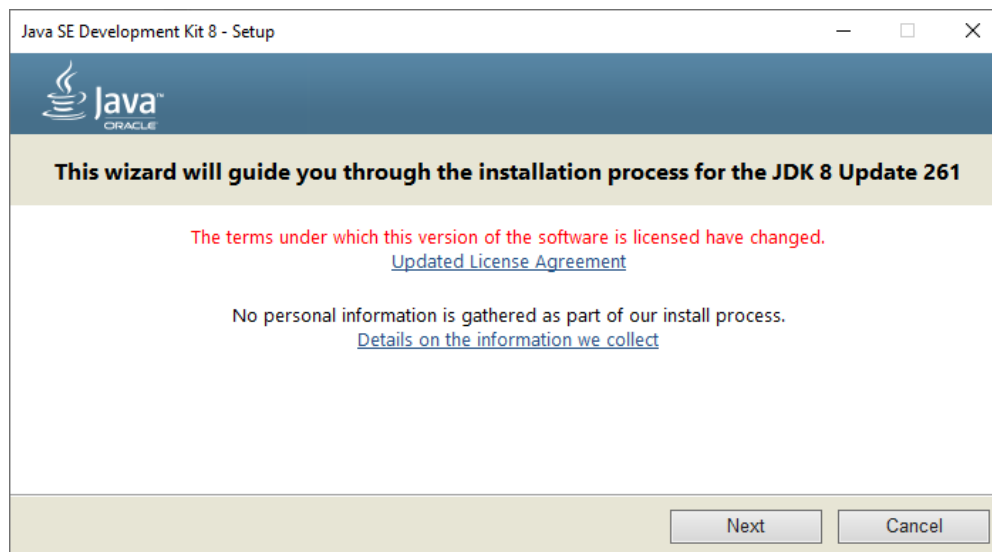 Java SE Development Kit 8 - Setup
Java™
ORACLE
This wizard will guide you through the installation process for the JDK 8 Update 261
The terms under which this version of the software is licensed have changed.
Updated License Agreement
No personal information is gathered as part of our install process.
Details on the information we collect
Next
Cancel